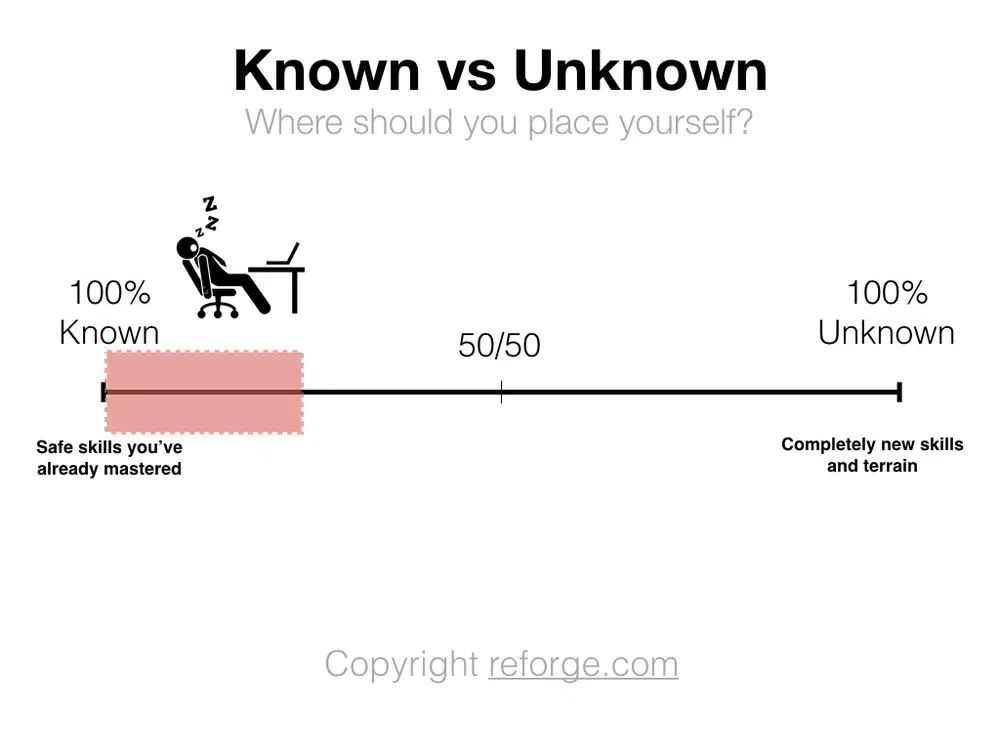 Known vs Unknown
Where should you place yourself?
z
z
z
100%
Known
50/50
100%
Unknown
Safe skills you've
already mastered
Completely new skills
and terrain
Copyright reforge.com